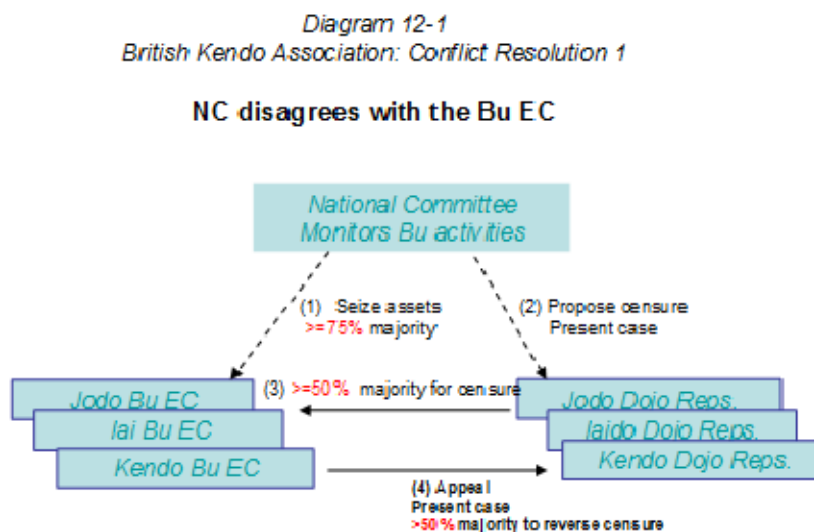 Diagram 12-1
British Kendo Association: Conflict Resolution 1
NC disagrees with the Bu EC
National Committee
Monitors Bu activities
(1) Seize assets
>=75% majority
(2) Propose censure
Present case
(3) >=50% majority for censure
Jodo Bu EC
Iai Bu EC
Kendo Bu EC
Jodo Dojo Reps.
Iaido Dojo Reps.
Kendo Dojo Reps.
(4) Appeal
Present case
>50% majority to reverse censure